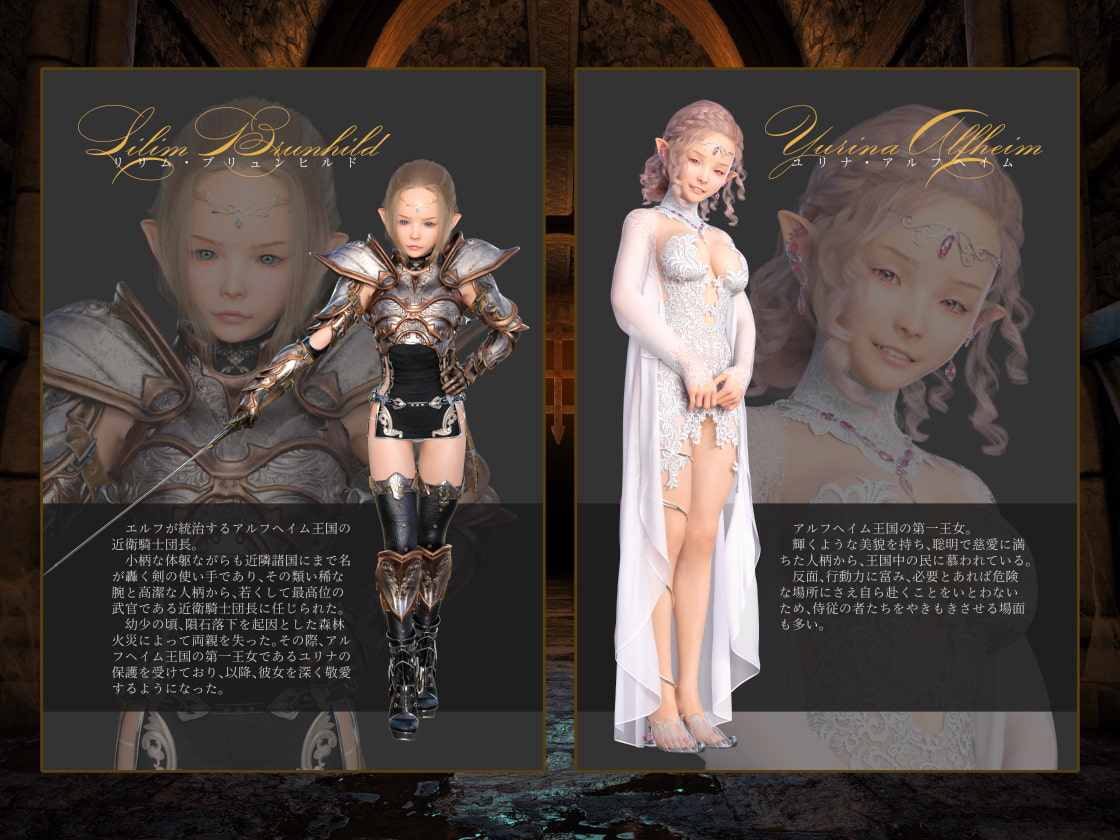 Lilim Brunhild
リリム・ブリュンヒルド
エルフが統治するアルフヘイム王国の
近衛騎士団長。
小柄な体躯ながらも近隣諸国にまで名
が轟く剣の使い手であり、その類い稀な
腕と高潔な人柄から、若くして最高位の
武官である近衛騎士団長に任じられた。
幼少の頃、隕石落下を起因とした森林
火災によって両親を失った。その際、アル
フヘイム王国の第一王女であるユリナの
保護を受けており、以降、彼女を深く敬愛
するようになった。
Yurina Alfheim
ユリナ・アルフヘイム
アルフヘイム王国の第一王女。
輝くような美貌を持ち、聡明で慈愛に満
ちた人柄から、王国中の民に慕われている。
反面、行動力に富み、必要とあれば危険
な場所にさえ自ら赴くことをいとわない
ため、侍従の者たちをやきもきさせる場面
も多い。